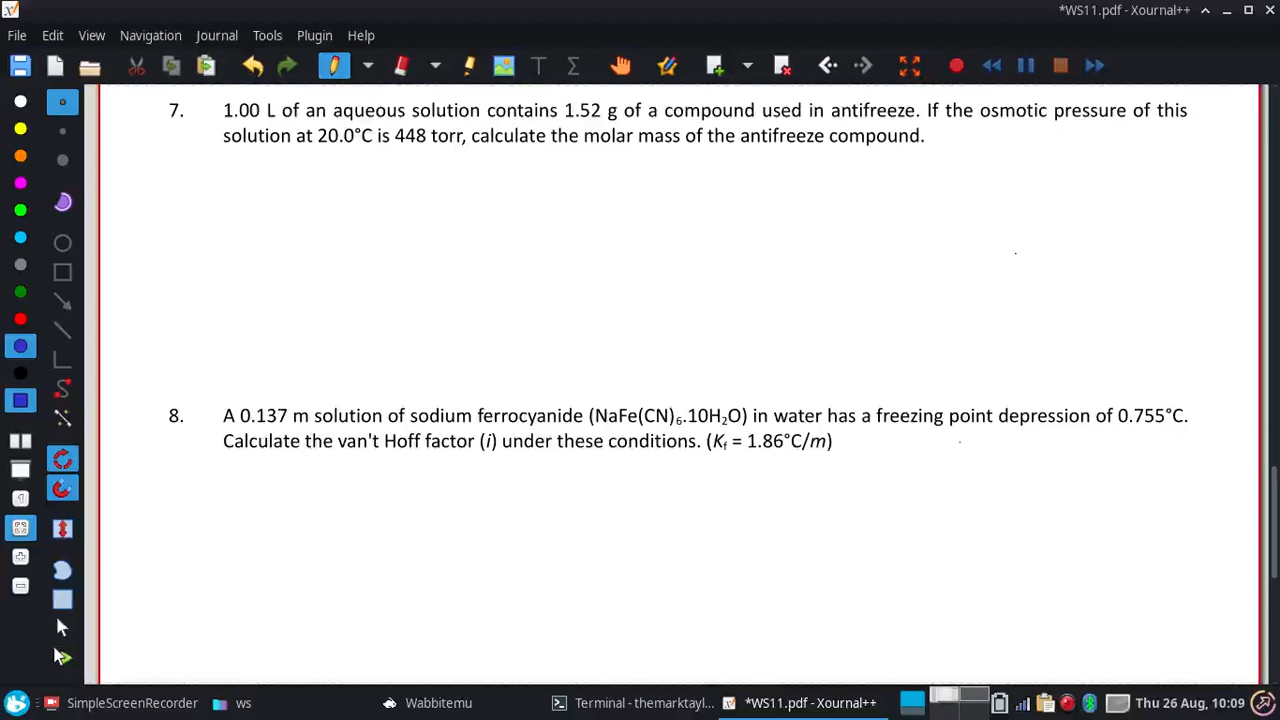 *WS11.pdf - Xournal++
File Edit View Navigation Journal Tools Plugin Help
7. 1.00 L of an aqueous solution contains 1.52 g of a compound used in antifreeze. If the osmotic pressure of this
solution at 20.0°C is 448 torr, calculate the molar mass of the antifreeze compound.
8. A 0.137 m solution of sodium ferrocyanide (NaFe(CN)₆.10H₂O) in water has a freezing point depression of 0.755°C.
Calculate the van't Hoff factor (i) under these conditions. (Kf = 1.86°C/m)
SimpleScreenRecorder ws Wabbitemu Terminal - themarktayl... *WS11.pdf - Xournal++ Thu 26 Aug, 10:09